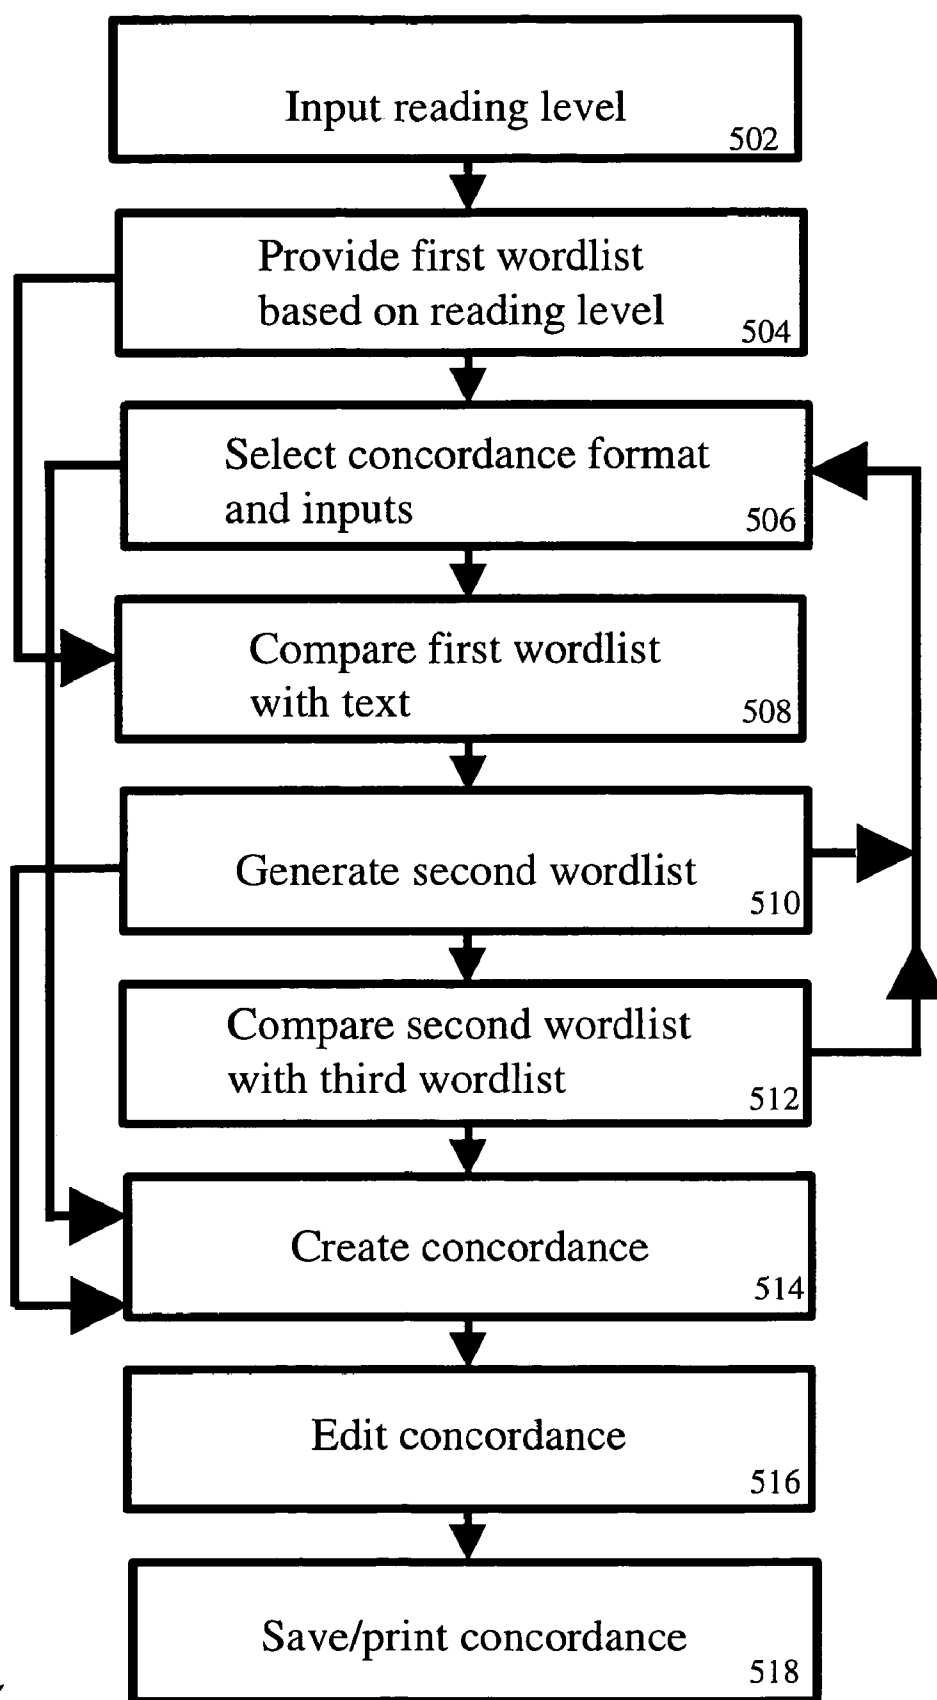 Input reading level
502
Provide first wordlist
based on reading level
504
Select concordance format
and inputs
506
Compare first wordlist
with text
508
Generate second wordlist
510
Compare second wordlist
with third wordlist
512
Create concordance
514
Edit concordance
516
Save/print concordance
518